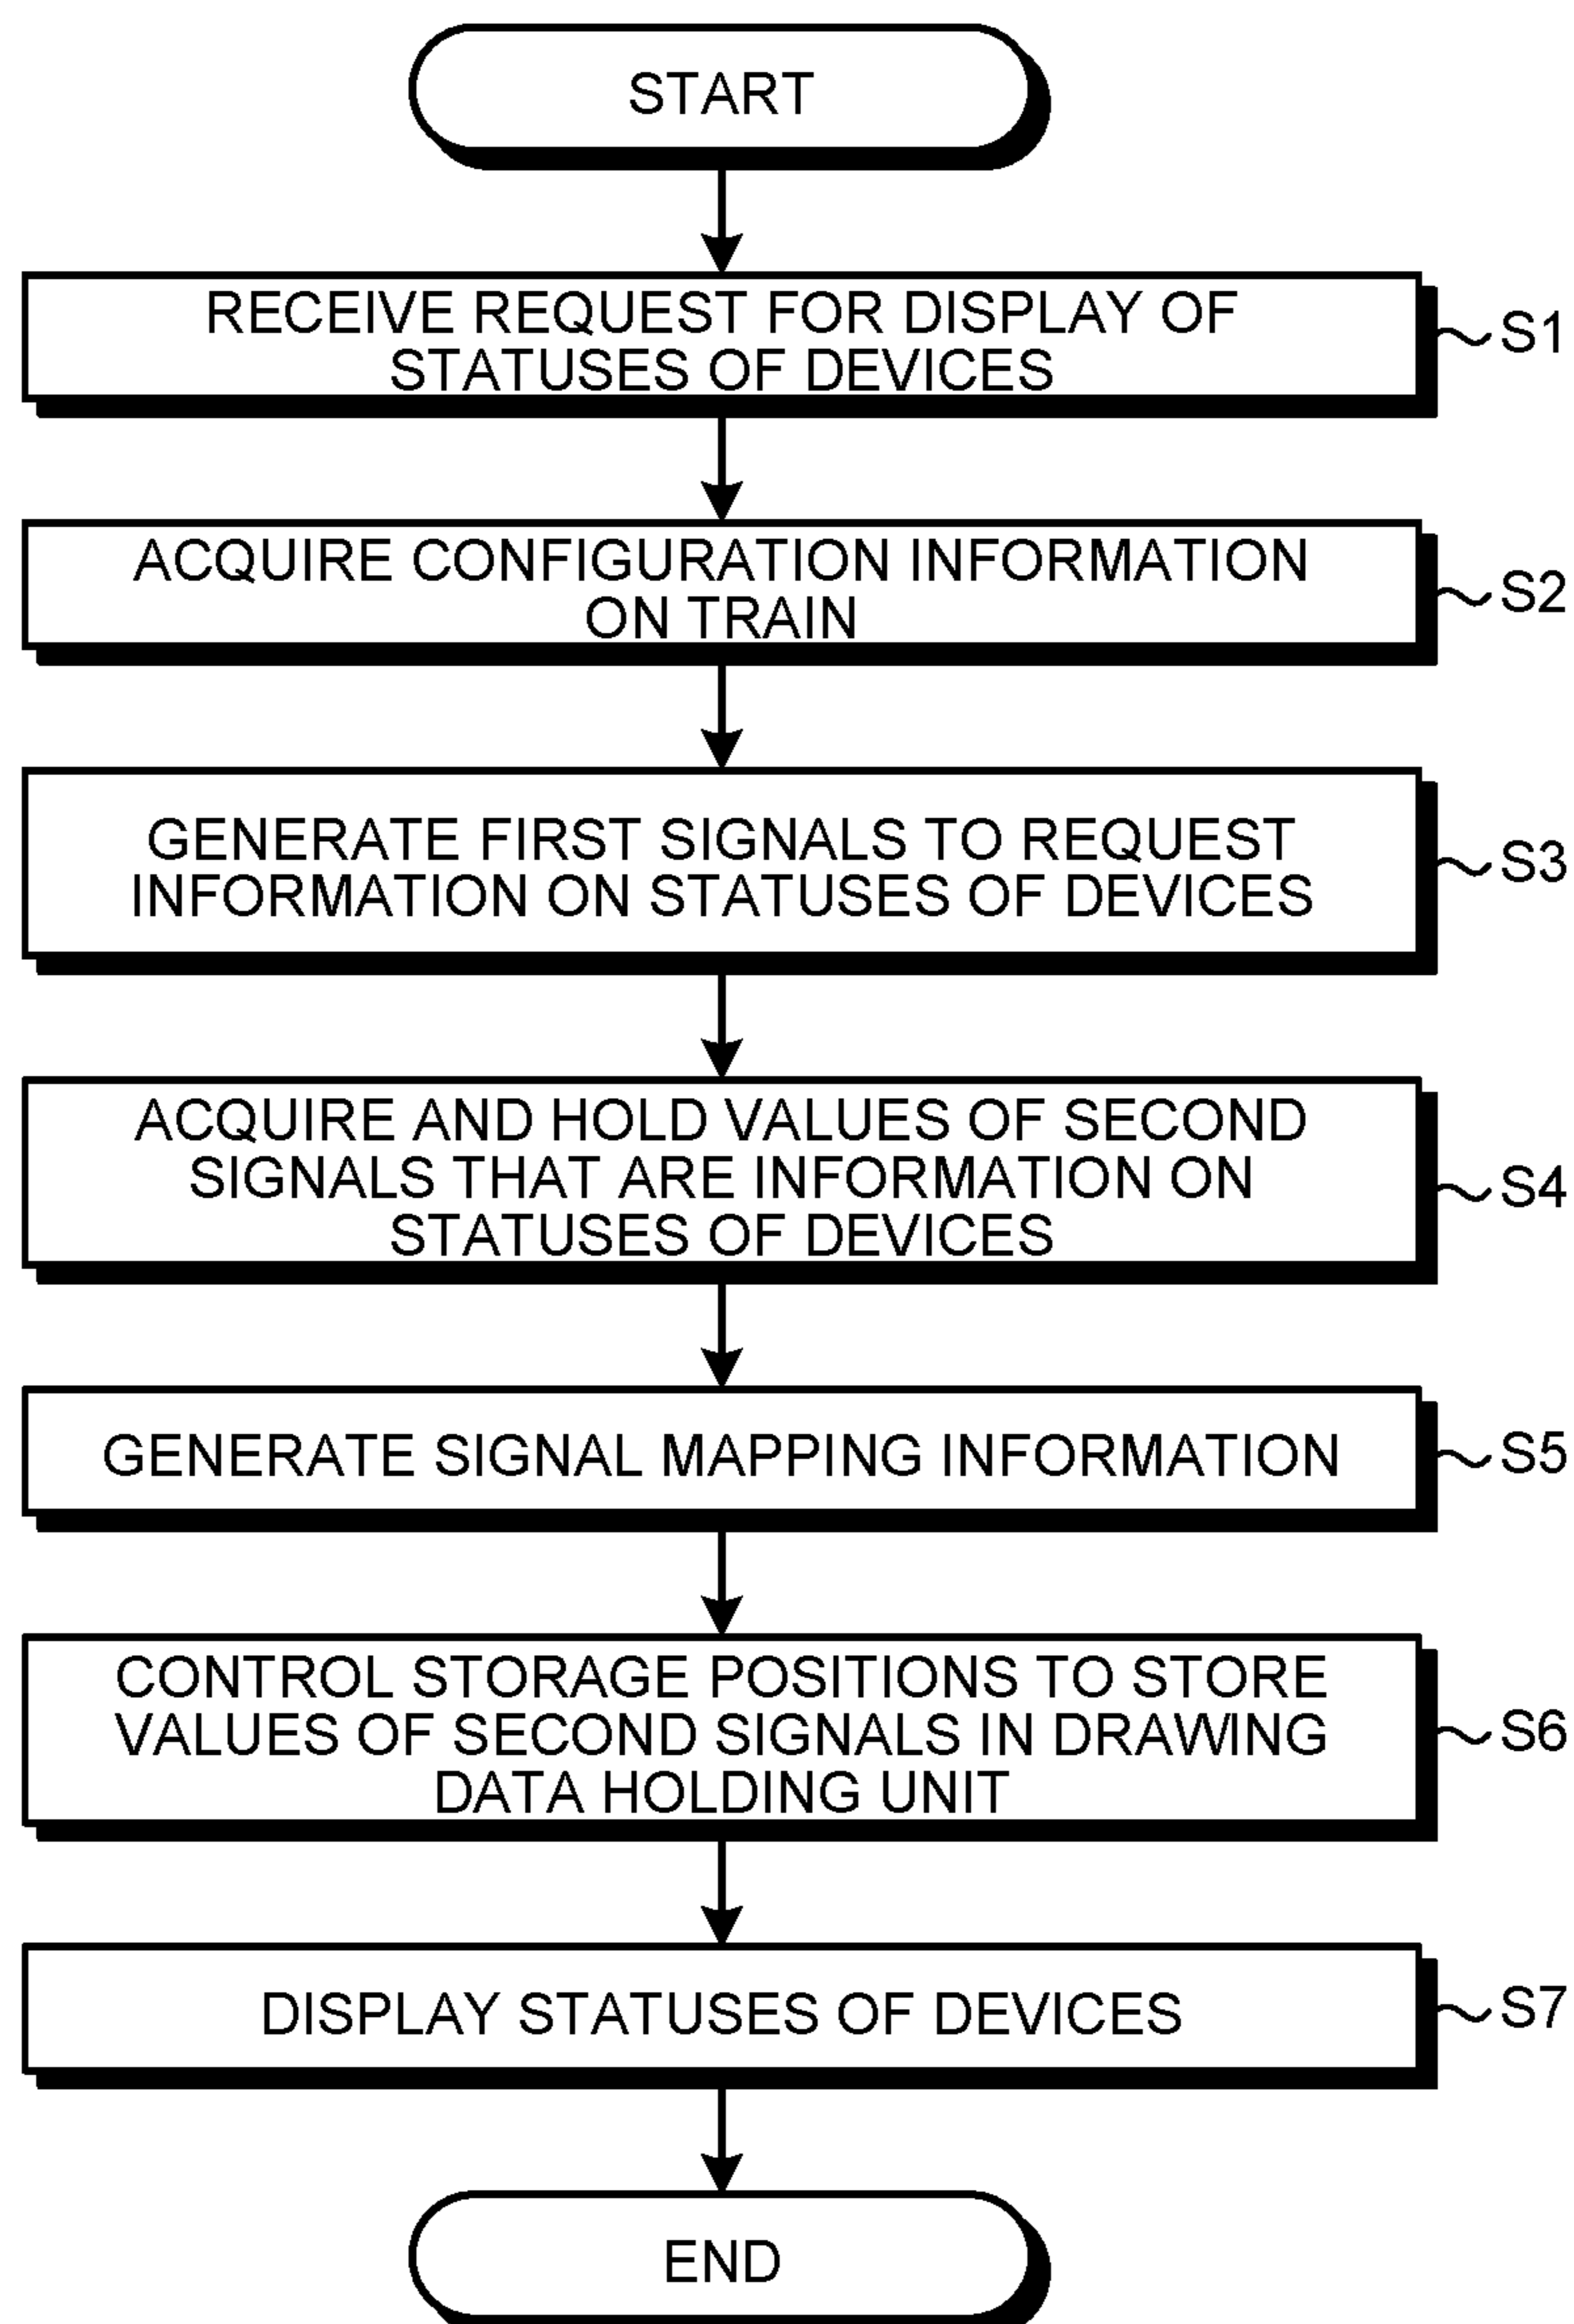 START
RECEIVE REQUEST FOR DISPLAY OF
STATUSES OF DEVICES
S1
ACQUIRE CONFIGURATION INFORMATION
ON TRAIN
S2
GENERATE FIRST SIGNALS TO REQUEST
INFORMATION ON STATUSES OF DEVICES
S3
ACQUIRE AND HOLD VALUES OF SECOND
SIGNALS THAT ARE INFORMATION ON
STATUSES OF DEVICES
S4
GENERATE SIGNAL MAPPING INFORMATION
S5
CONTROL STORAGE POSITIONS TO STORE
VALUES OF SECOND SIGNALS IN DRAWING
DATA HOLDING UNIT
S6
DISPLAY STATUSES OF DEVICES
S7
END